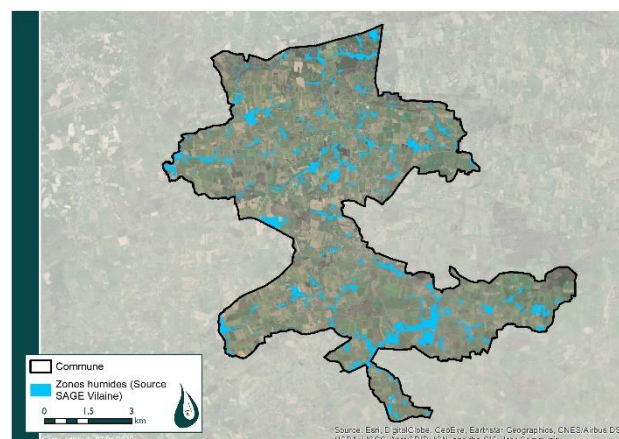 Commune
Zones humides (Source
SAGE Vilaine)
0 1,5 3
km
Source: Esri, DigitalGlobe, GeoEye, Earthstar Geographics, CNES/Airbus DS,